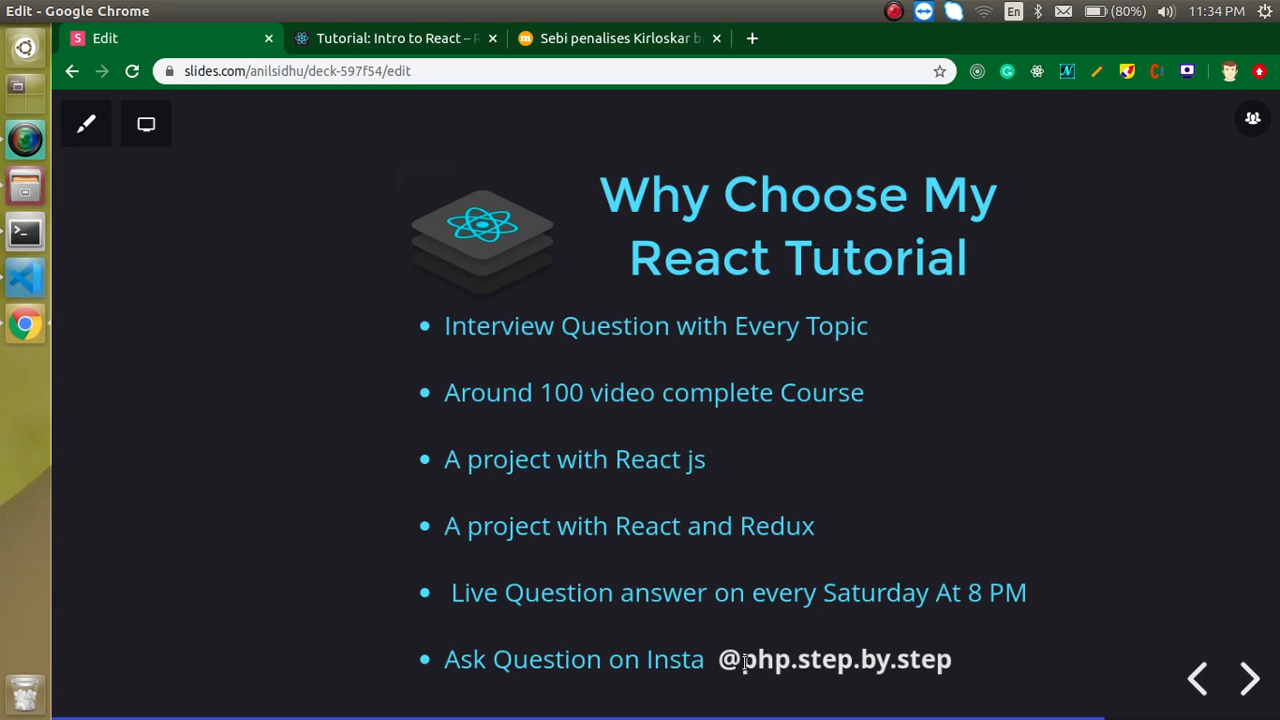 Edit - Google Chrome
En
(80%)
11:34 PM
S Edit
Tutorial: Intro to React –
Sebi penalises Kirloskar
slides.com/anilsidhu/deck-597f54/edit
Why Choose My
React Tutorial
Interview Question with Every Topic
Around 100 video complete Course
A project with React js
A project with React and Redux
Live Question answer on every Saturday At 8 PM
Ask Question on Insta @php.step.by.step